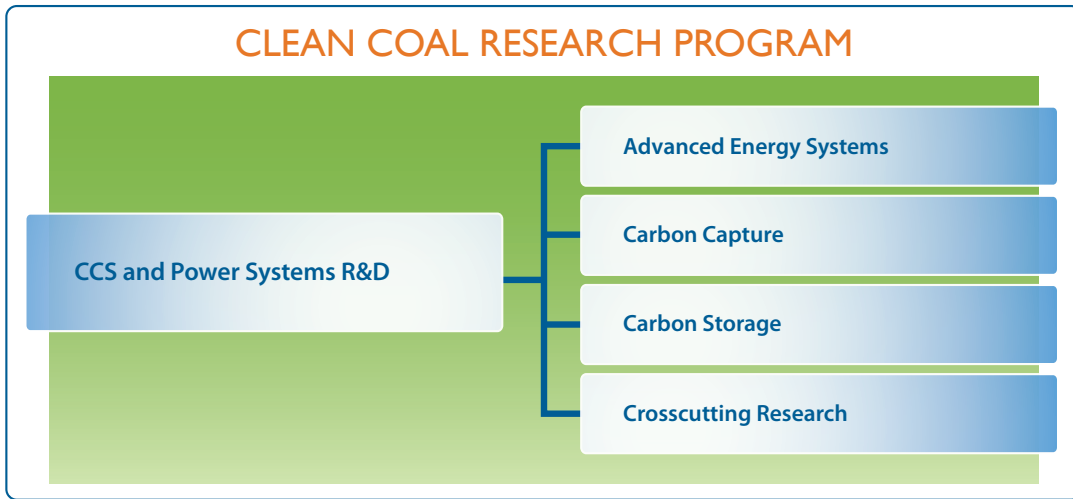 CLEAN COAL RESEARCH PROGRAM
CCS and Power Systems R&D
Advanced Energy Systems
Carbon Capture
Carbon Storage
Crosscutting Research